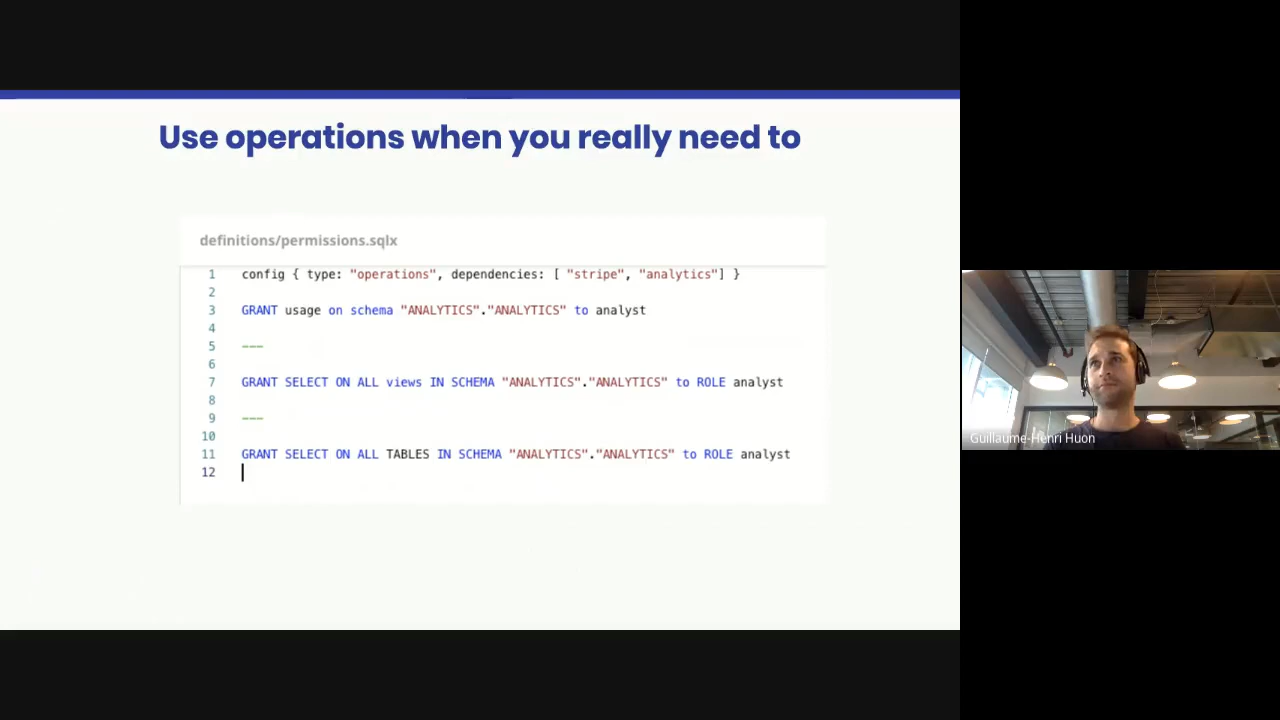 Use operations when you really need to
definitions/permissions.sqlx
1 config { type: "operations", dependencies: [ "stripe", "analytics"] }
2
3 GRANT usage on schema "ANALYTICS"."ANALYTICS" to analyst
4
5 ---
6
7 GRANT SELECT ON ALL views IN SCHEMA "ANALYTICS"."ANALYTICS" to ROLE analyst
8
9 ---
10
11 GRANT SELECT ON ALL TABLES IN SCHEMA "ANALYTICS"."ANALYTICS" to ROLE analyst
12
Guillaume-Henri Huon